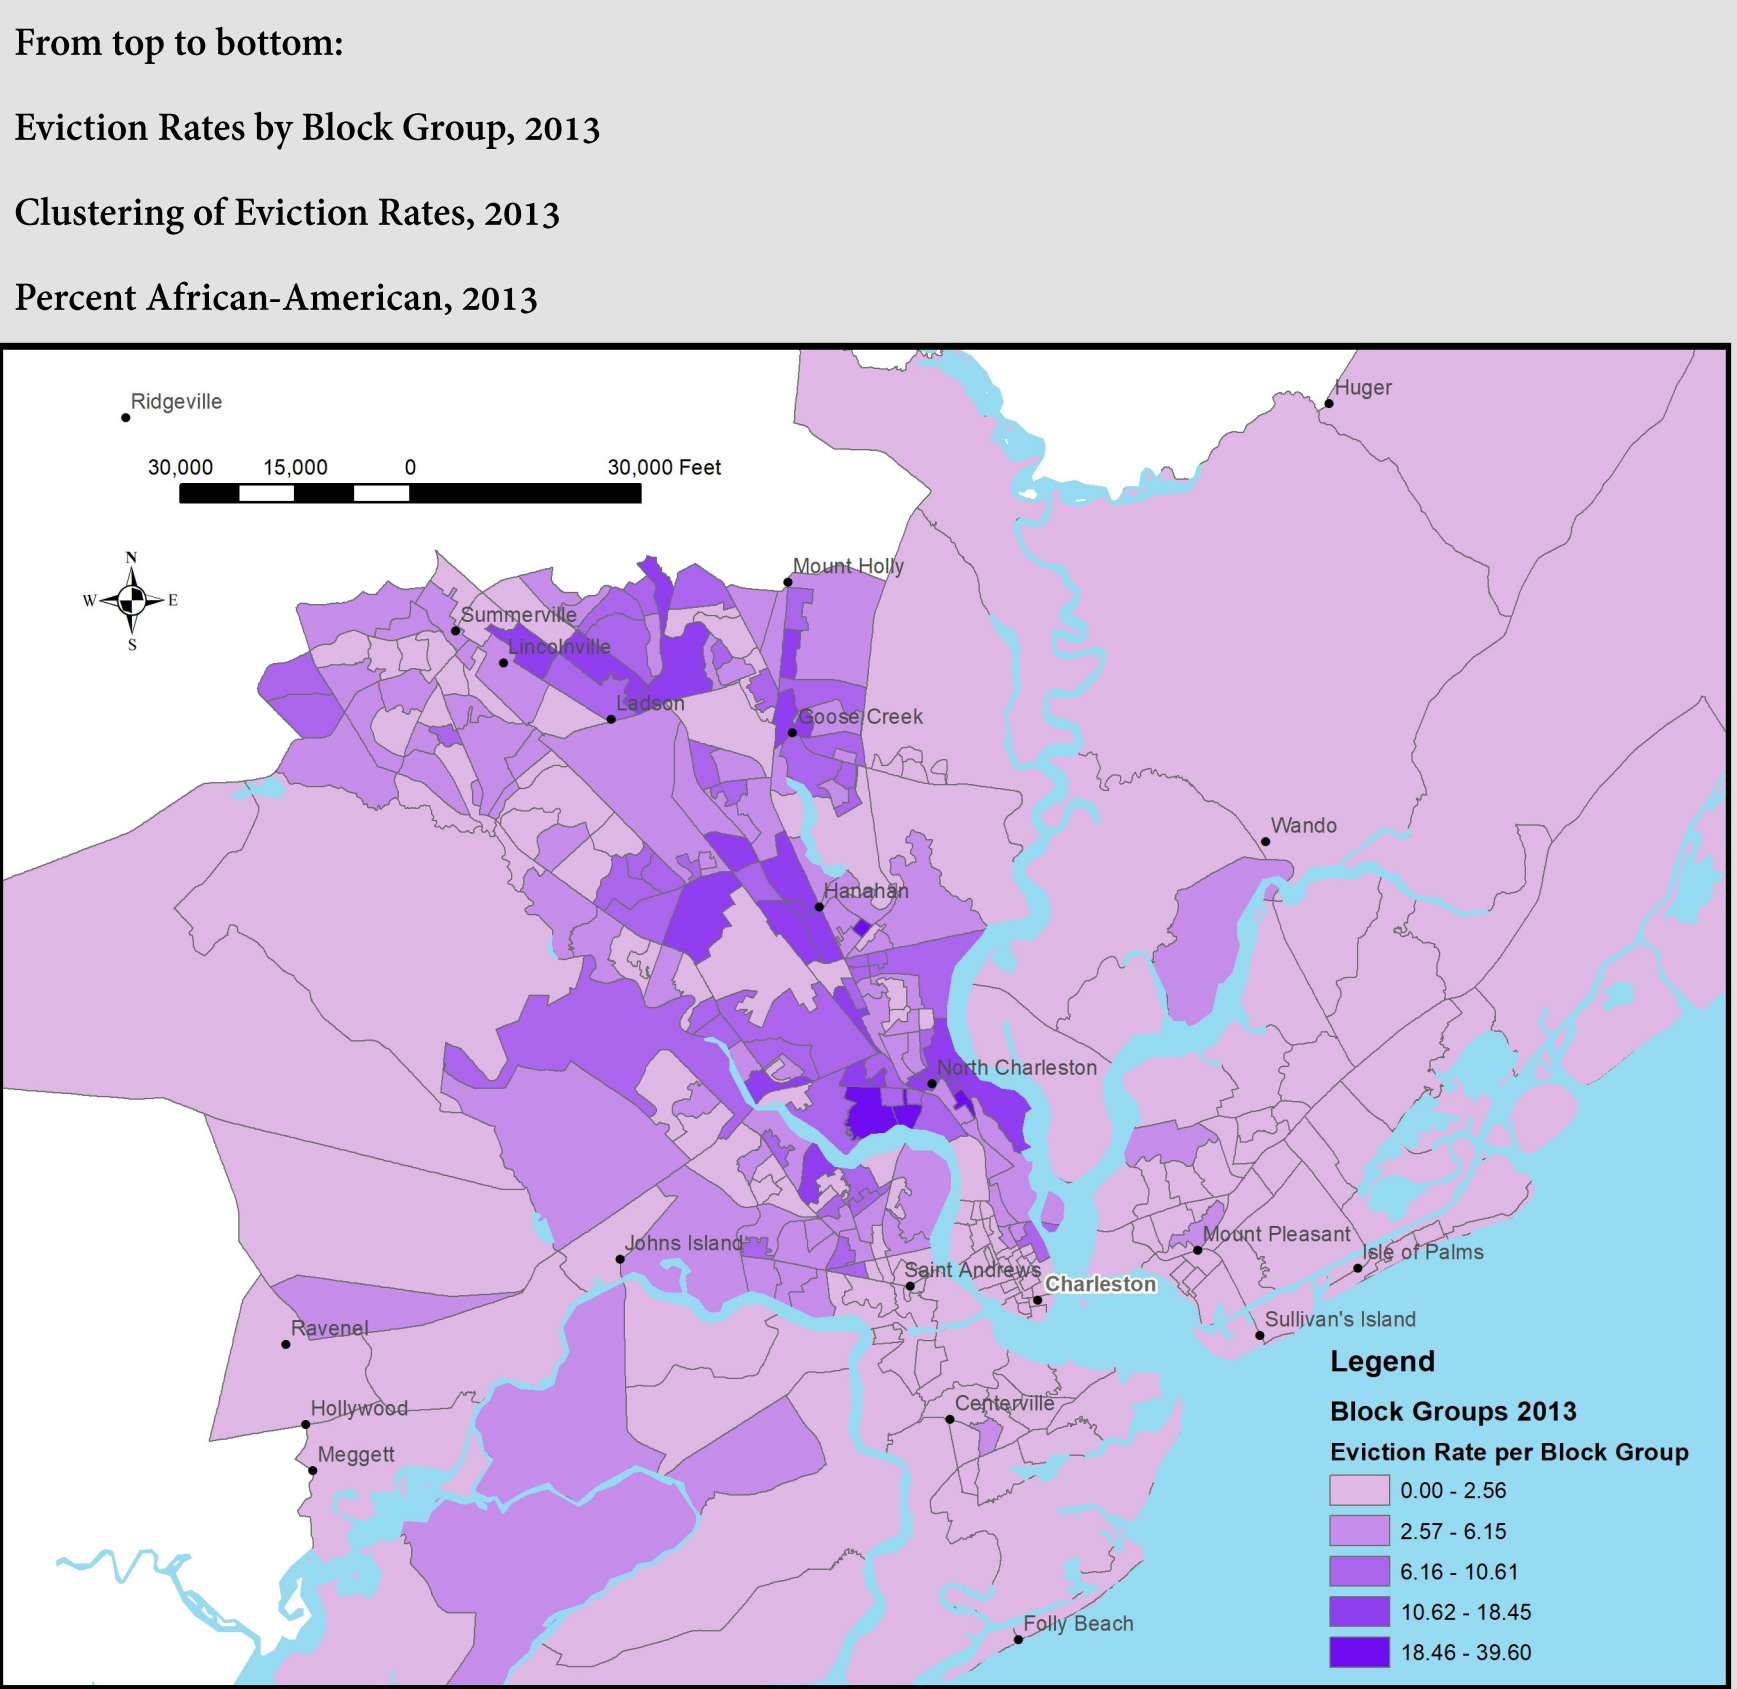 From top to bottom:
Eviction Rates by Block Group, 2013
Clustering of Eviction Rates, 2013
Percent African-American, 2013
Ridgeville
Huger
30,000 15,000 0 30,000 Feet
N
W E
S
Mount Holly
Summerville
Lincolnville
Ladson
Goose Creek
Wando
Hanahan
North Charleston
Johns Island
Mount Pleasant
Isle of Palms
Saint Andrews
Charleston
Sullivan's Island
Ravenel
Hollywood
Meggett
Centerville
Folly Beach
Legend
Block Groups 2013
Eviction Rate per Block Group
0.00 - 2.56
2.57 - 6.15
6.16 - 10.61
10.62 - 18.45
18.46 - 39.60